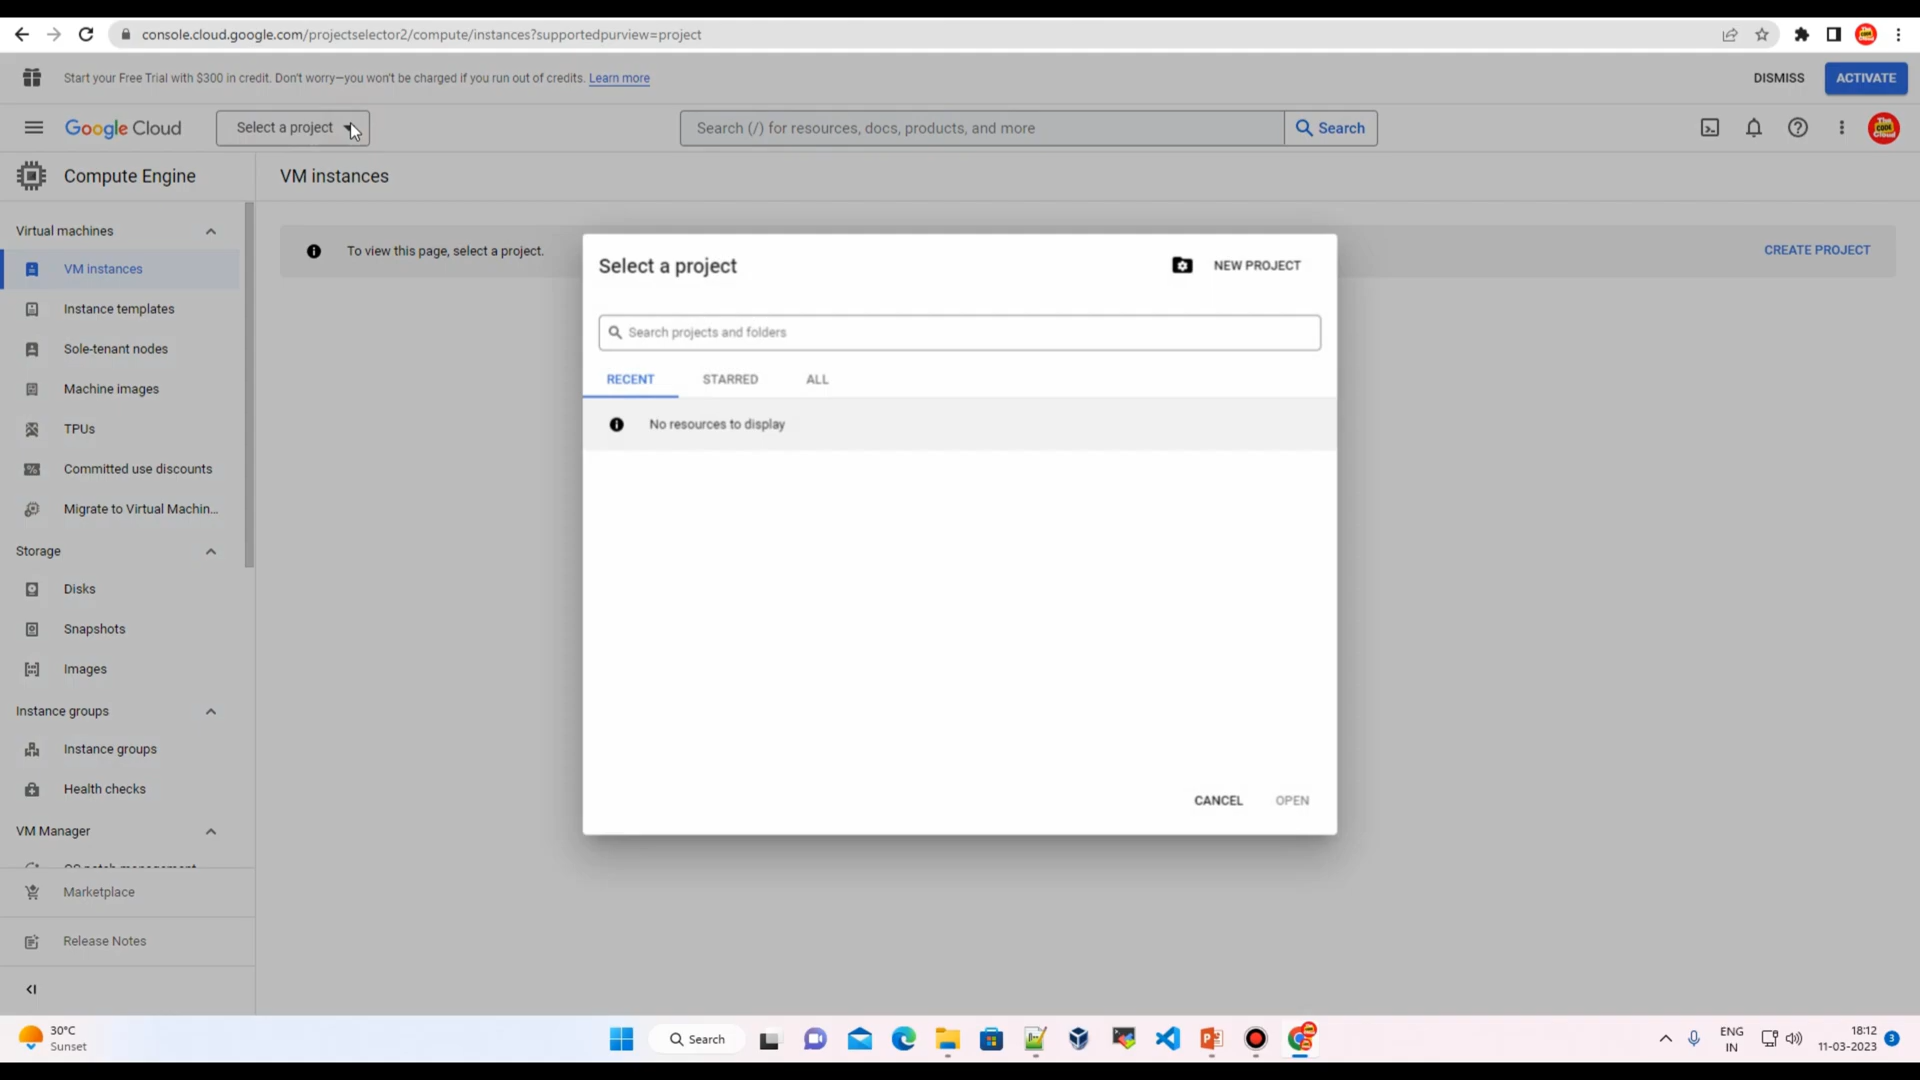 console.cloud.google.com/projectselector2/compute/instances?supportedpurview=project
Start your Free Trial with $300 in credit. Don't worry—you won't be charged if you run out of credits. Learn more
DISMISS
ACTIVATE
Google Cloud
Select a project
Search (/) for resources, docs, products, and more
Search
The CODE Cloud
Compute Engine
VM instances
Virtual machines
VM instances
Instance templates
Sole-tenant nodes
Machine images
TPUs
Committed use discounts
Migrate to Virtual Machin...
Storage
Disks
Snapshots
Images
Instance groups
Instance groups
Health checks
VM Manager
Marketplace
Release Notes
To view this page, select a project.
CREATE PROJECT
Select a project
NEW PROJECT
Search projects and folders
RECENT
STARRED
ALL
No resources to display
CANCEL
OPEN
30°C
Sunset
Search
ENG
IN
18:12
11-03-2023
3